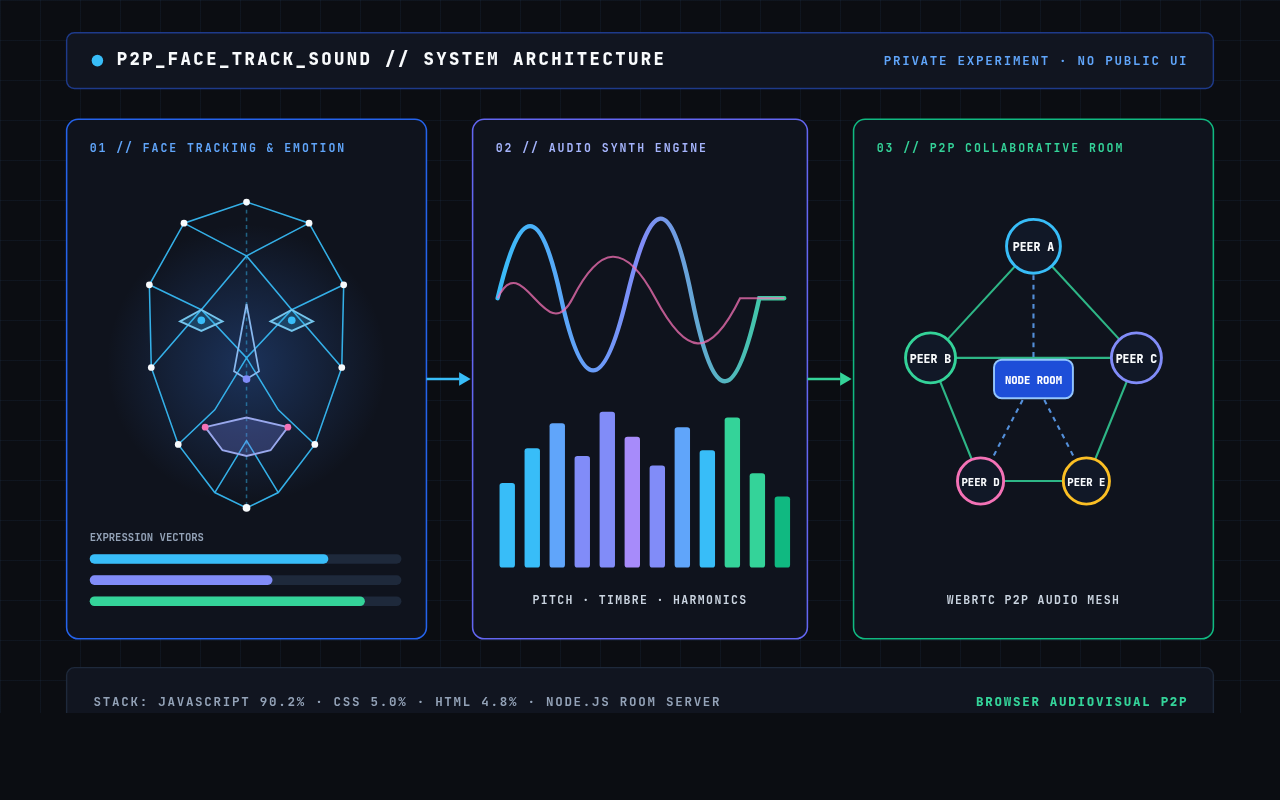 P2P_FACE_TRACK_SOUND // SYSTEM ARCHITECTURE
PRIVATE EXPERIMENT · NO PUBLIC UI
01 // FACE TRACKING & EMOTION
EXPRESSION VECTORS
02 // AUDIO SYNTH ENGINE
PITCH · TIMBRE · HARMONICS
03 // P2P COLLABORATIVE ROOM
PEER A
PEER B
PEER C
NODE ROOM
PEER D
PEER E
WEBRTC P2P AUDIO MESH
STACK: JAVASCRIPT 90.2% · CSS 5.0% · HTML 4.8% · NODE.JS ROOM SERVER
BROWSER AUDIOVISUAL P2P